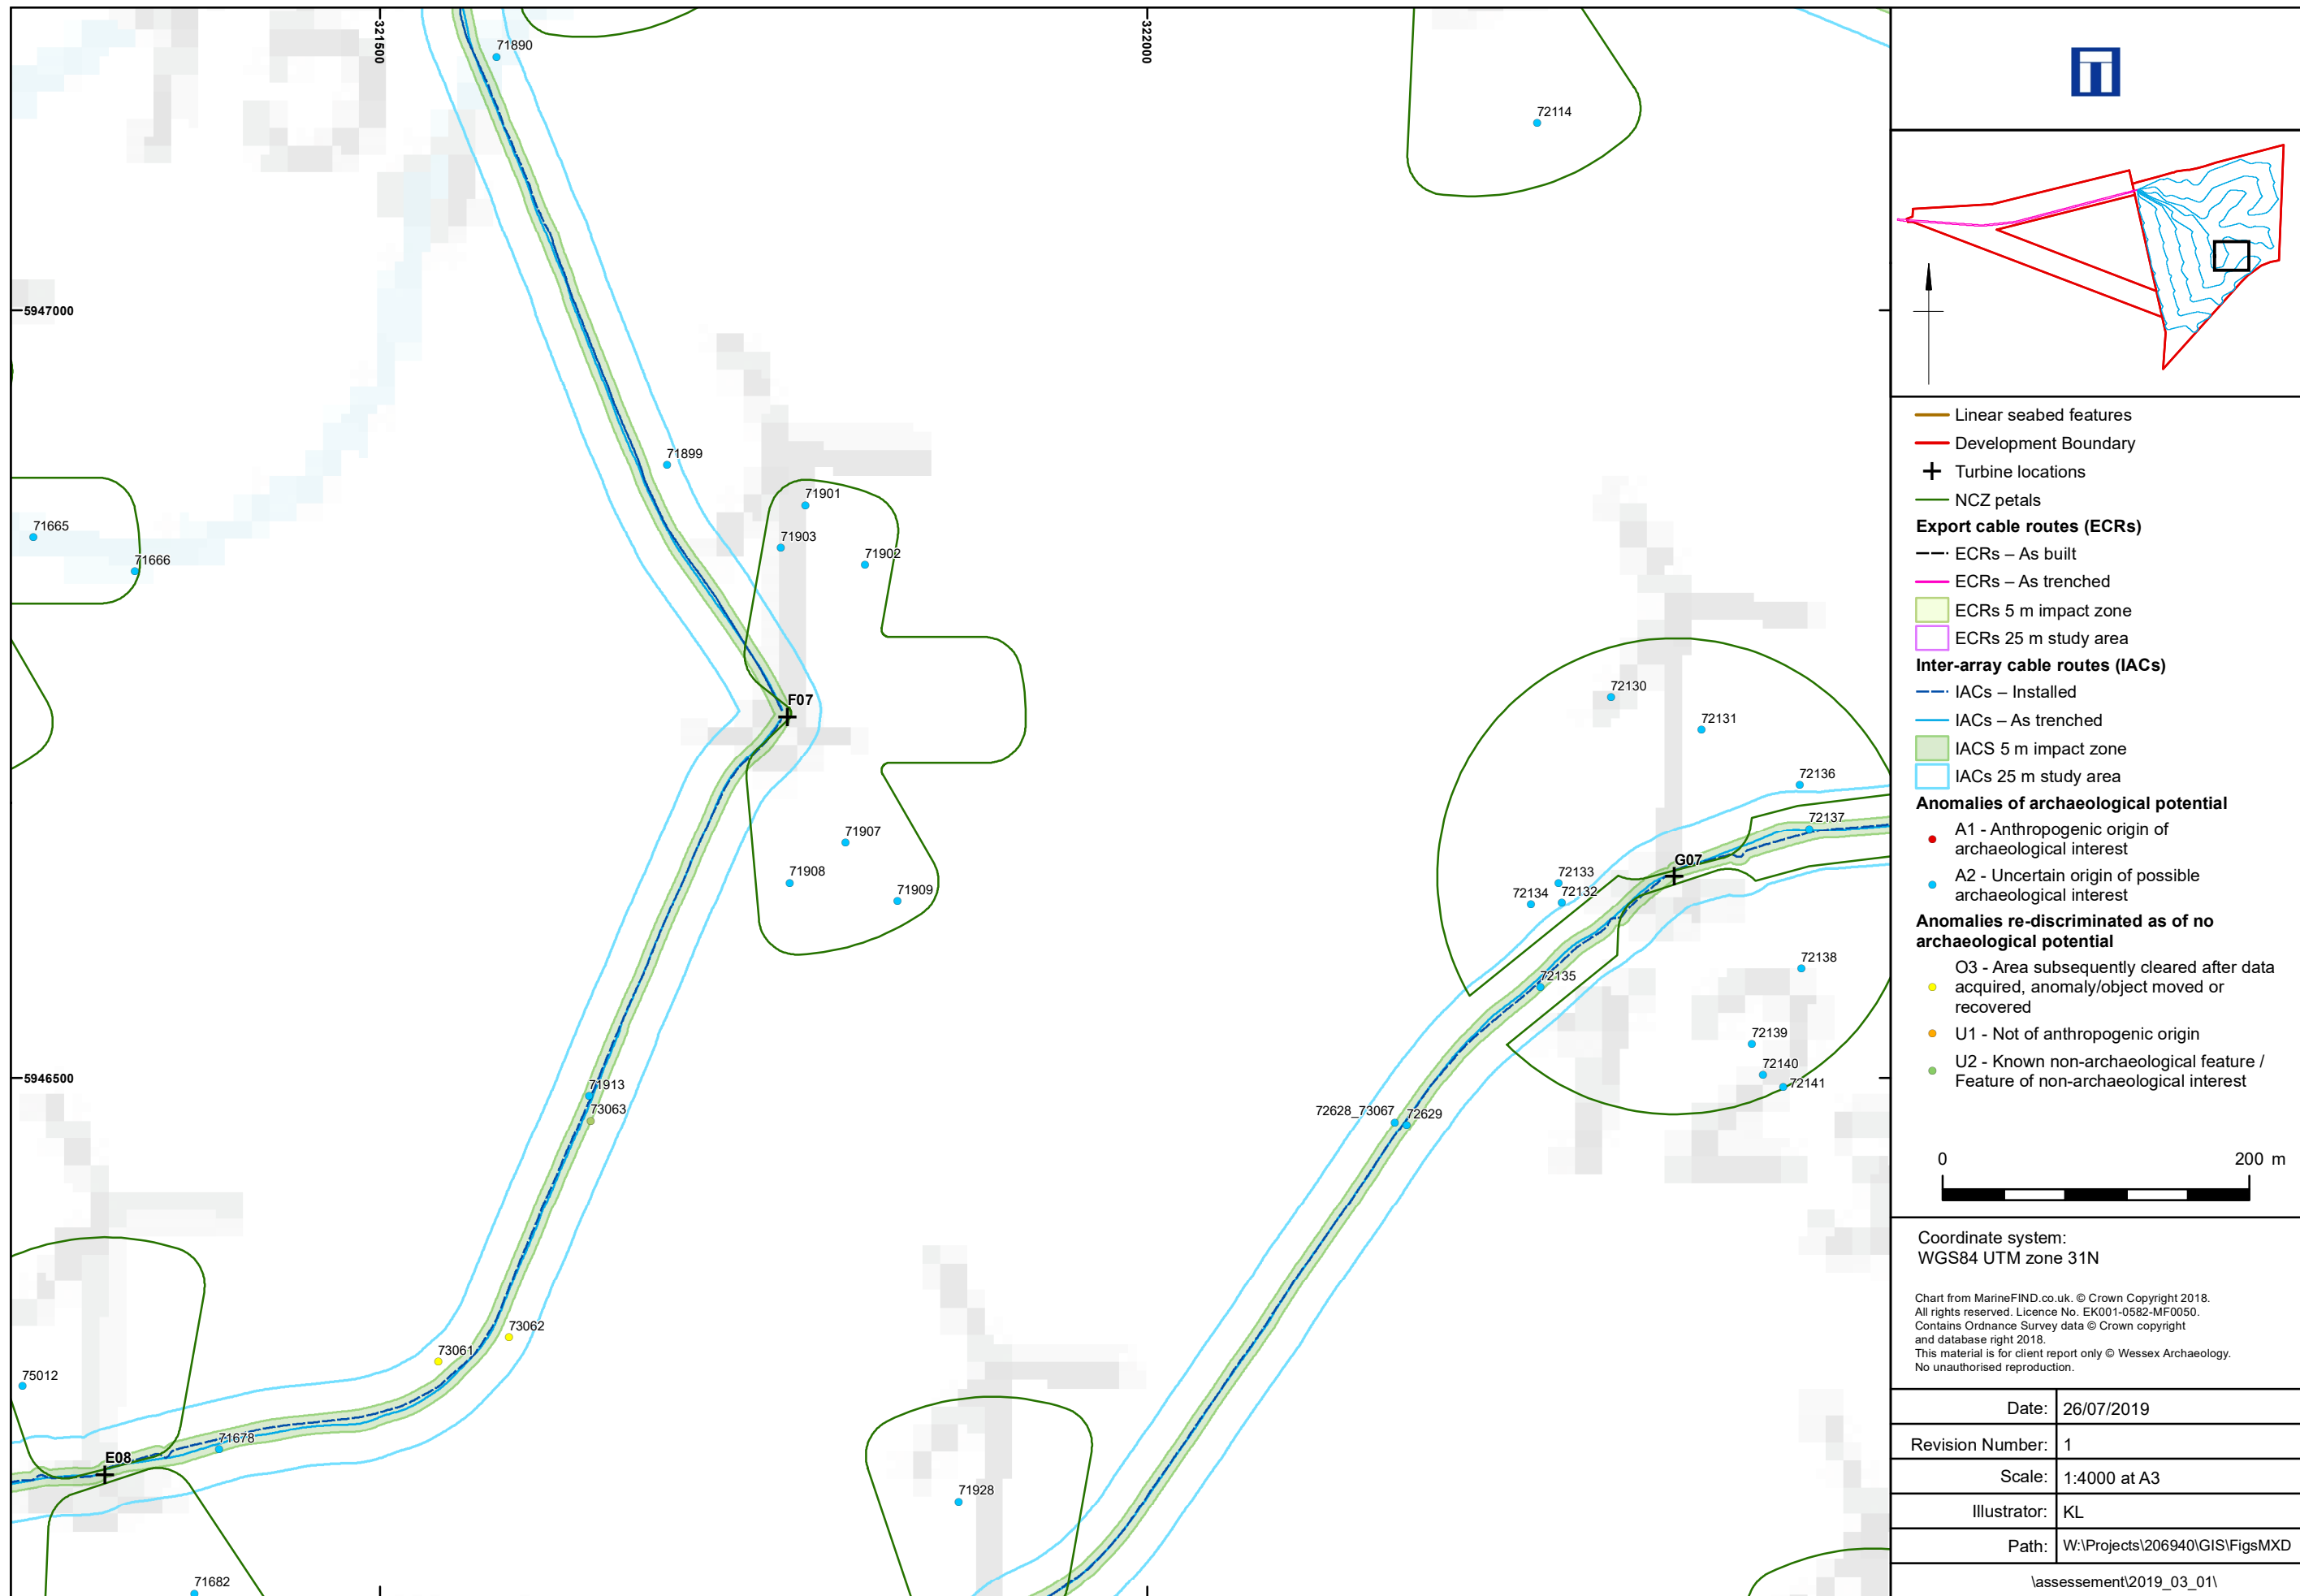 321500
322000
71890
72114
5947000
71899
71901
71903
71902
71665
71666
F07
72130
72131
72136
72137
G07
71907
71908
71909
72133
72134
72132
72135
72138
72139
72140
72141
5946500
71913
73063
72628_73067
72629
73062
73061
75012
71678
E08
71928
71682
Linear seabed features
Development Boundary
Turbine locations
NCZ petals
Export cable routes (ECRs)
ECRs – As built
ECRs – As trenched
ECRs 5 m impact zone
ECRs 25 m study area
Inter-array cable routes (IACs)
IACs – Installed
IACs – As trenched
IACS 5 m impact zone
IACs 25 m study area
Anomalies of archaeological potential
A1 - Anthropogenic origin of
archaeological interest
A2 - Uncertain origin of possible
archaeological interest
Anomalies re-discriminated as of no
archaeological potential
O3 - Area subsequently cleared after data
acquired, anomaly/object moved or
recovered
U1 - Not of anthropogenic origin
U2 - Known non-archaeological feature /
Feature of non-archaeological interest
0 200 m
Coordinate system:
WGS84 UTM zone 31N
Chart from MarineFIND.co.uk. © Crown Copyright 2018.
All rights reserved. Licence No. EK001-0582-MF0050.
Contains Ordnance Survey data © Crown copyright
and database right 2018.
This material is for client report only © Wessex Archaeology.
No unauthorised reproduction.
Date: 26/07/2019
Revision Number: 1
Scale: 1:4000 at A3
Illustrator: KL
Path: W:\Projects\206940\GIS\FigsMXD
\assessement\2019_03_01\